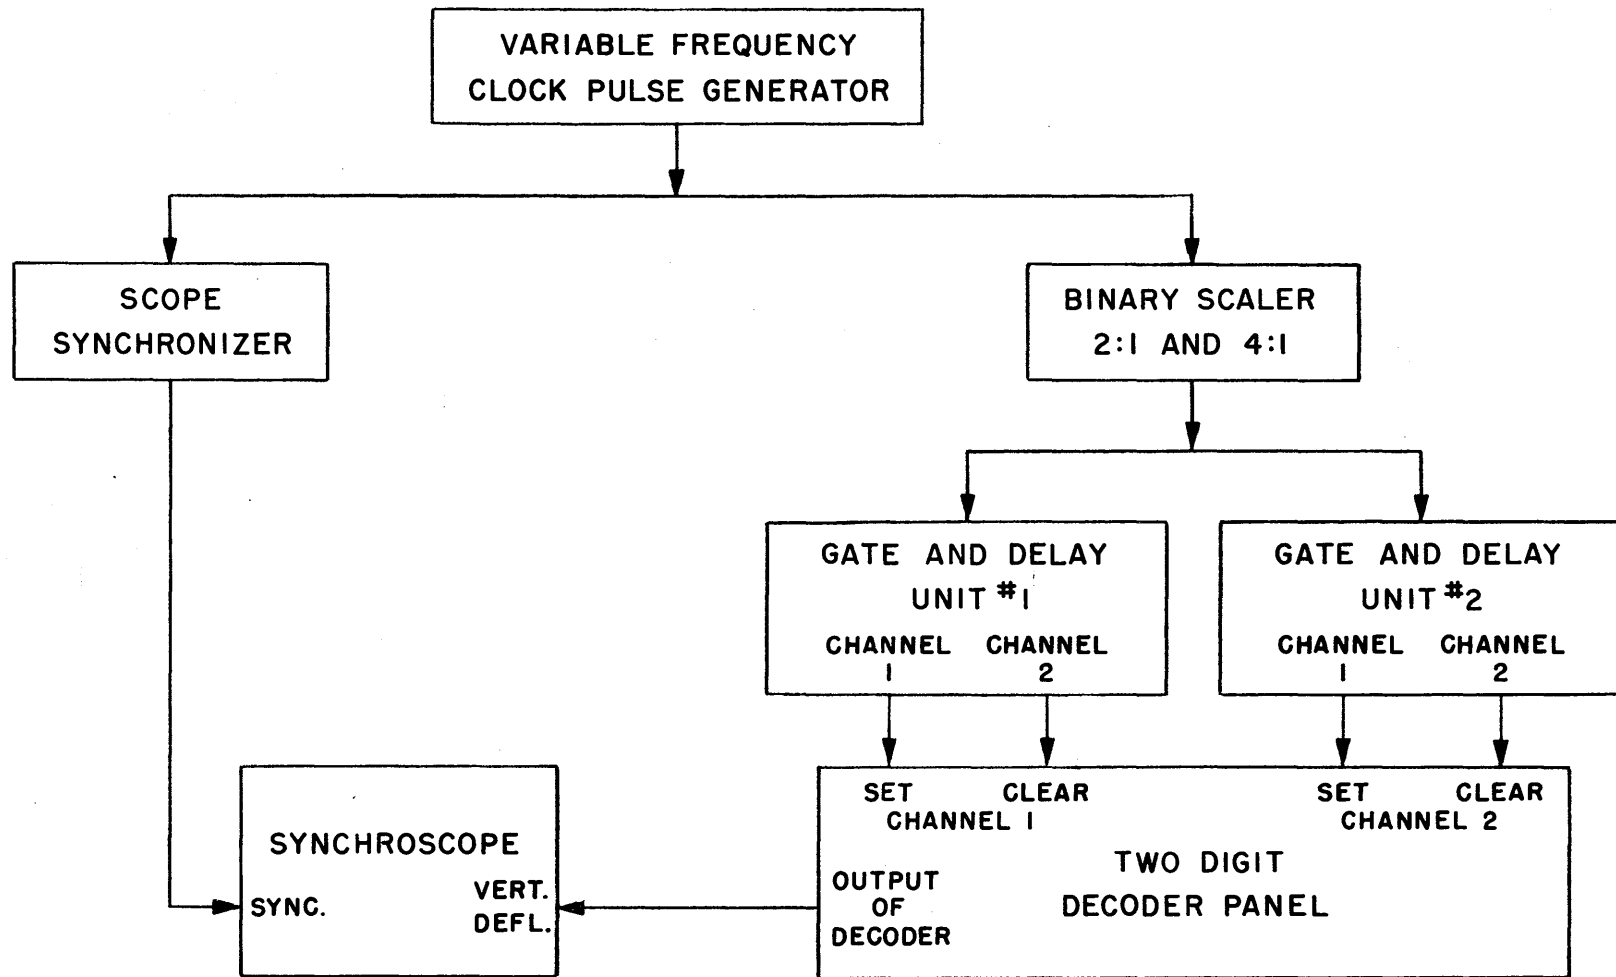 VARIABLE FREQUENCY
CLOCK PULSE GENERATOR
SCOPE
SYNCHRONIZER
BINARY SCALER
2:1 AND 4:1
GATE AND DELAY
UNIT #1
CHANNEL 1
CHANNEL 2
GATE AND DELAY
UNIT #2
CHANNEL 1
CHANNEL 2
SYNCHROSCOPE
SYNC.
VERT.
DEFL.
SET CLEAR
CHANNEL 1
SET CLEAR
CHANNEL 2
TWO DIGIT
DECODER PANEL
OUTPUT
OF
DECODER